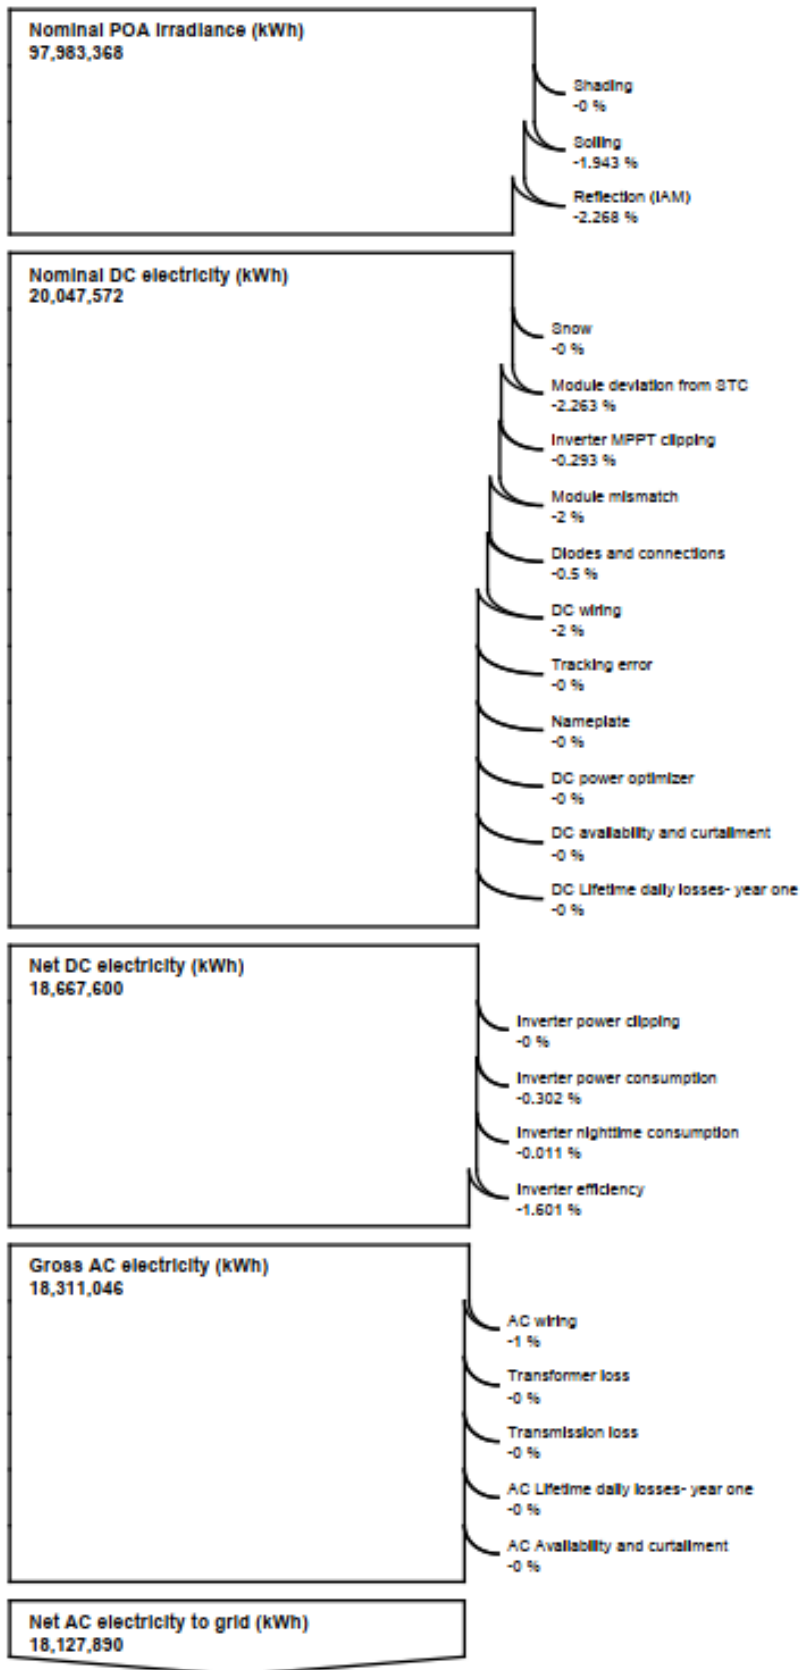 Nominal POA Irradiance (kWh)
97,983,368
Shading
-0 %
Soiling
-1.943 %
Reflection (IAM)
-2.268 %
Nominal DC electricity (kWh)
20,047,572
Snow
-0 %
Module deviation from STC
-2.263 %
Inverter MPPT clipping
-0.293 %
Module mismatch
-2 %
Diodes and connections
-0.5 %
DC wiring
-2 %
Tracking error
-0 %
Nameplate
-0 %
DC power optimizer
-0 %
DC availability and curtailment
-0 %
DC Lifetime daily losses- year one
-0 %
Net DC electricity (kWh)
18,667,600
Inverter power clipping
-0 %
Inverter power consumption
-0.302 %
Inverter nighttime consumption
-0.011 %
Inverter efficiency
-1.601 %
Gross AC electricity (kWh)
18,311,046
AC wiring
-1 %
Transformer loss
-0 %
Transmission loss
-0 %
AC Lifetime daily losses- year one
-0 %
AC Availability and curtailment
-0 %
Net AC electricity to grid (kWh)
18,127,890